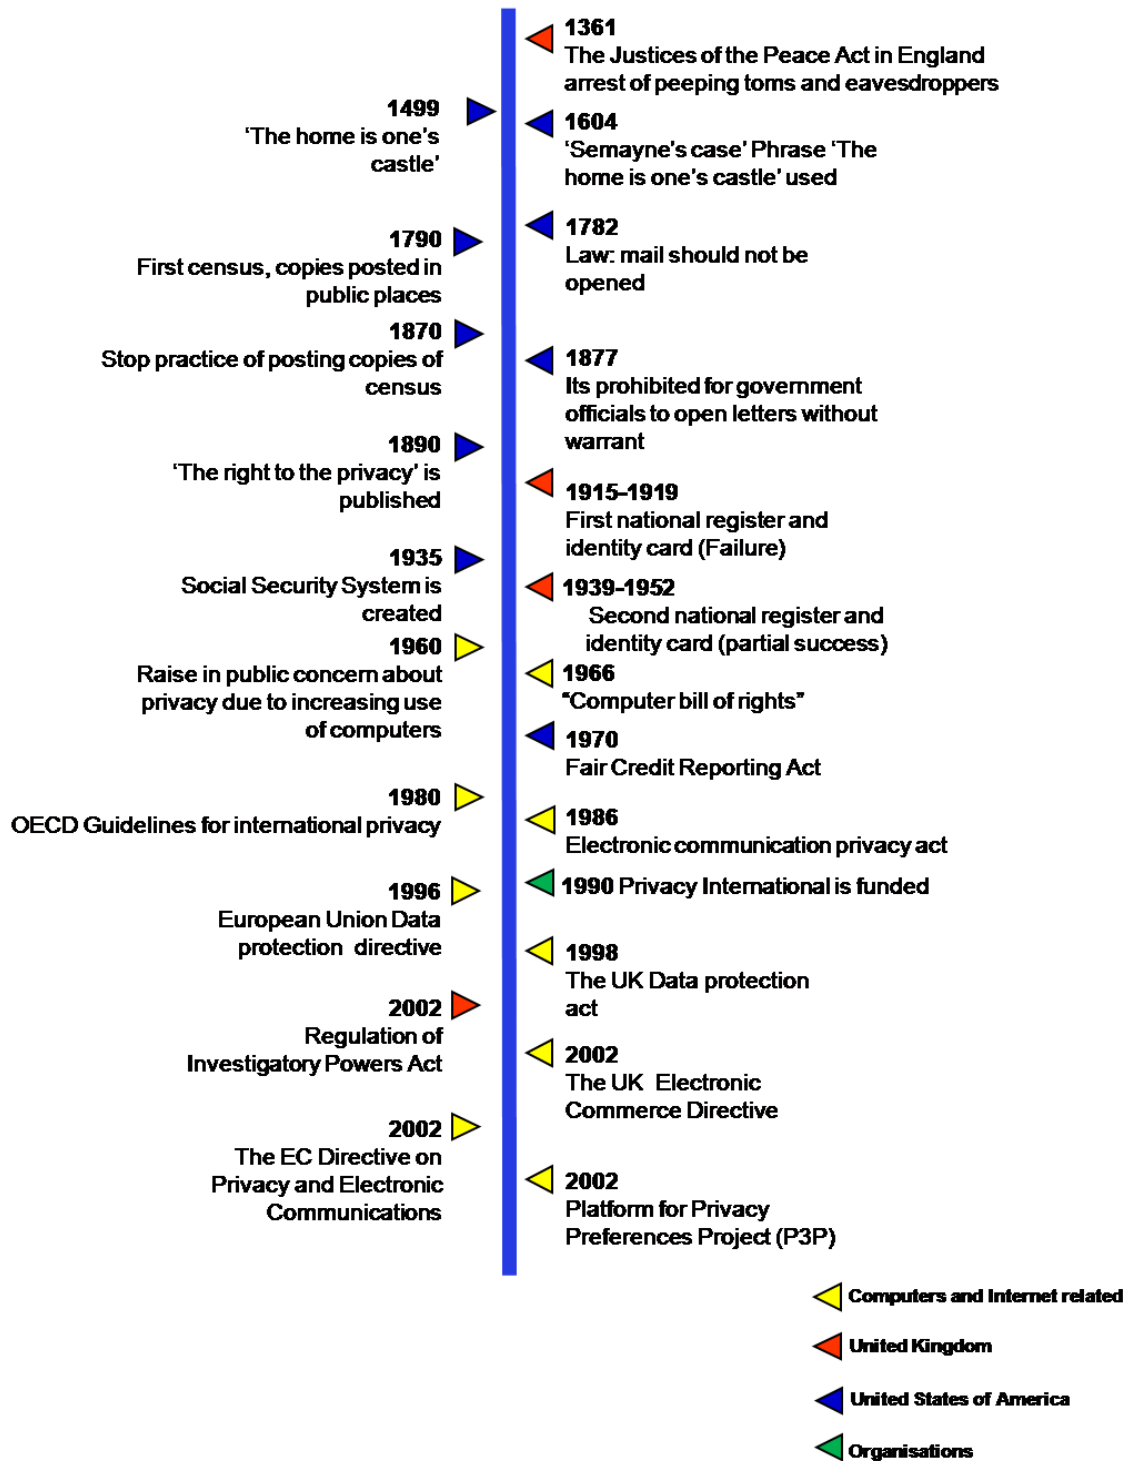 1361
The Justices of the Peace Act in England
arrest of peeping toms and eavesdroppers
1499
‘The home is one’s
castle’
1604
‘Semayne’s case’ Phrase ‘The
home is one’s castle’ used
1782
Law: mail should not be
opened
1790
First census, copies posted in
public places
1870
Stop practice of posting copies of
census
1877
Its prohibited for government
officials to open letters without
warrant
1890
‘The right to the privacy’ is
published
1915-1919
First national register and
identity card (Failure)
1935
Social Security System is
created
1939-1952
Second national register and
identity card (partial success)
1960
Raise in public concern about
privacy due to increasing use
of computers
1966
“Computer bill of rights”
1970
Fair Credit Reporting Act
1980
OECD Guidelines for international privacy
1986
Electronic communication privacy act
1990 Privacy International is funded
1996
European Union Data
protection directive
1998
The UK Data protection
act
2002
Regulation of
Investigatory Powers Act
2002
The UK Electronic
Commerce Directive
2002
The EC Directive on
Privacy and Electronic
Communications
2002
Platform for Privacy
Preferences Project (P3P)
Computers and Internet related
United Kingdom
United States of America
Organisations